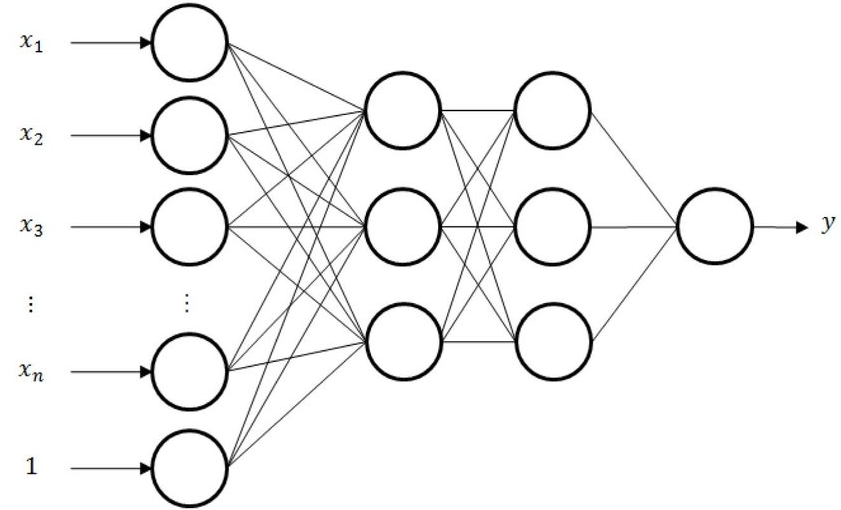 x₁
x₂
x₃
y
⋮ ⋮
xₙ
1